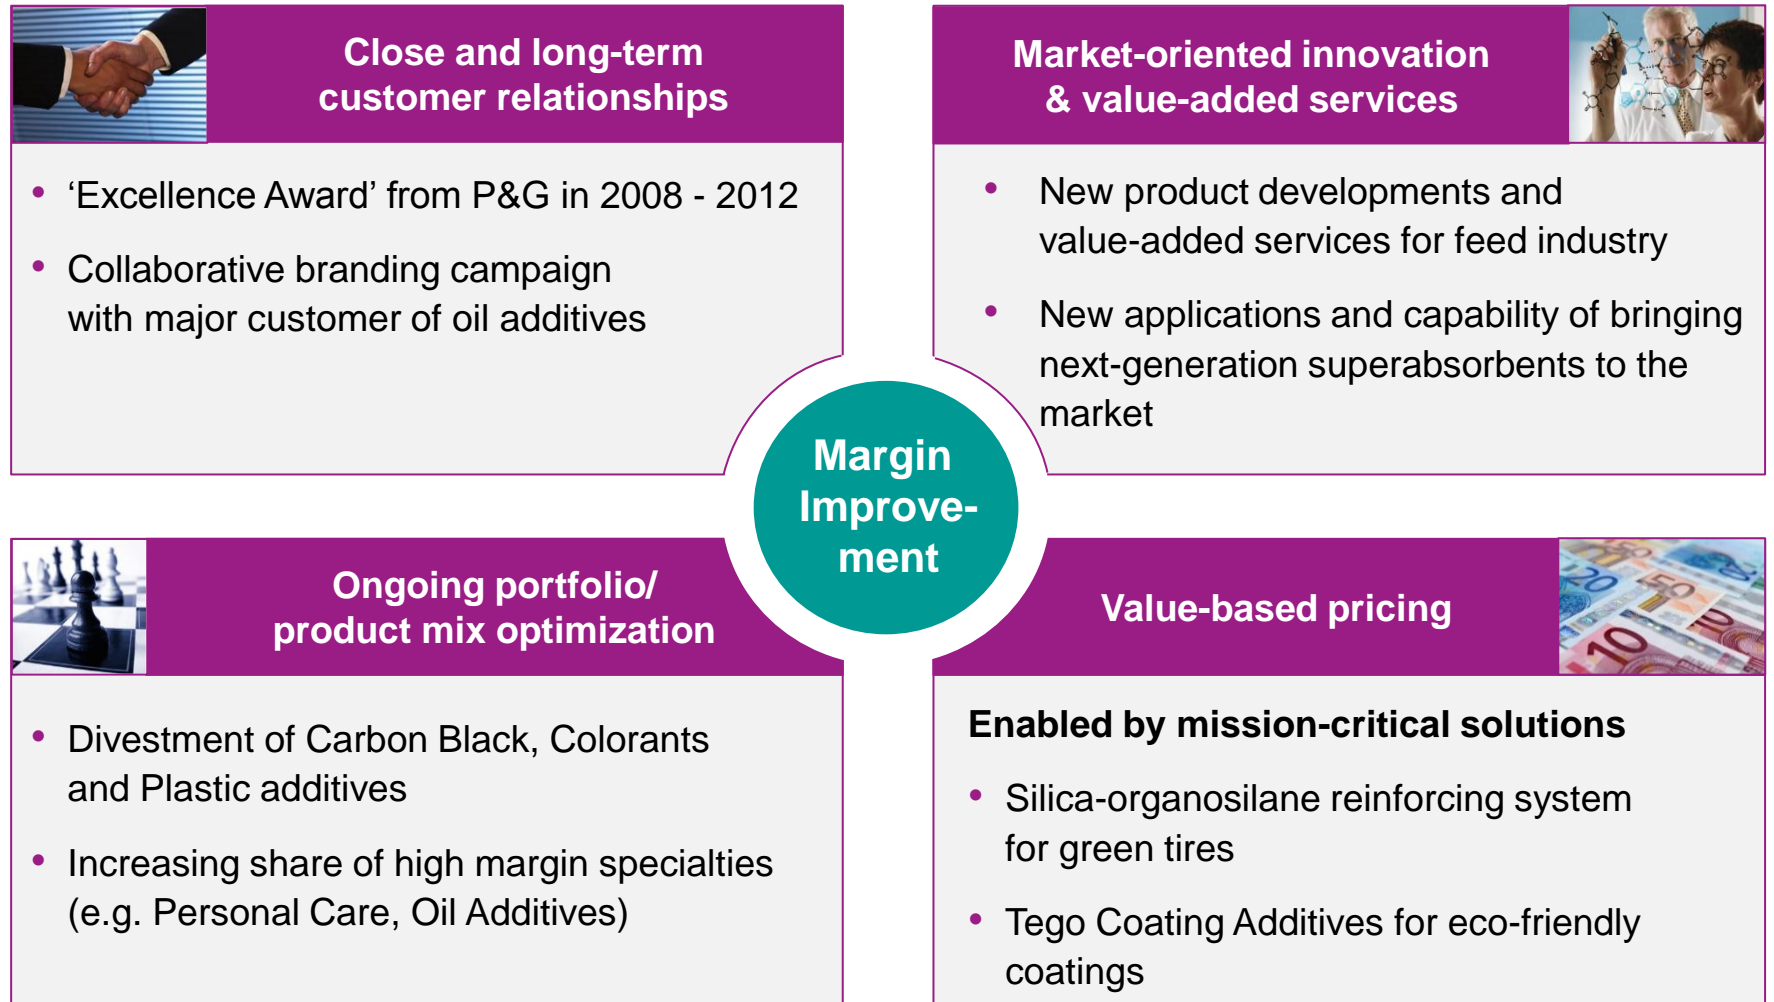 Close and long-term
customer relationships
• ‘Excellence Award’ from P&G in 2008 - 2012
• Collaborative branding campaign
with major customer of oil additives
Market-oriented innovation
& value-added services
• New product developments and
value-added services for feed industry
• New applications and capability of bringing
next-generation superabsorbents to the
market
Margin
Improve-
ment
Ongoing portfolio/
product mix optimization
• Divestment of Carbon Black, Colorants
and Plastic additives
• Increasing share of high margin specialties
(e.g. Personal Care, Oil Additives)
Value-based pricing
20
50
10
Enabled by mission-critical solutions
• Silica-organosilane reinforcing system
for green tires
• Tego Coating Additives for eco-friendly
coatings